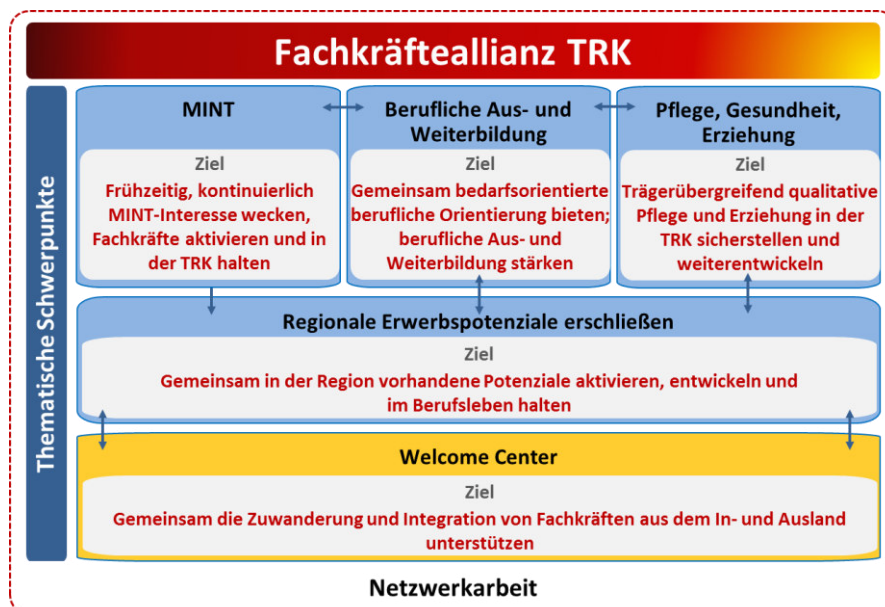 Fachkräfteallianz TRK
Thematische Schwerpunkte
MINT
Ziel
Frühzeitig, kontinuierlich
MINT-Interesse wecken,
Fachkräfte aktivieren und in
der TRK halten
Berufliche Aus- und
Weiterbildung
Ziel
Gemeinsam bedarfsorientierte
berufliche Orientierung bieten;
berufliche Aus- und
Weiterbildung stärken
Pflege, Gesundheit,
Erziehung
Ziel
Trägerübergreifend qualitative
Pflege und Erziehung in der
TRK sicherstellen und
weiterentwickeln
Regionale Erwerbspotenziale erschließen
Ziel
Gemeinsam in der Region vorhandene Potenziale aktivieren, entwickeln und
im Berufsleben halten
Welcome Center
Ziel
Gemeinsam die Zuwanderung und Integration von Fachkräften aus dem In- und Ausland
unterstützen
Netzwerkarbeit